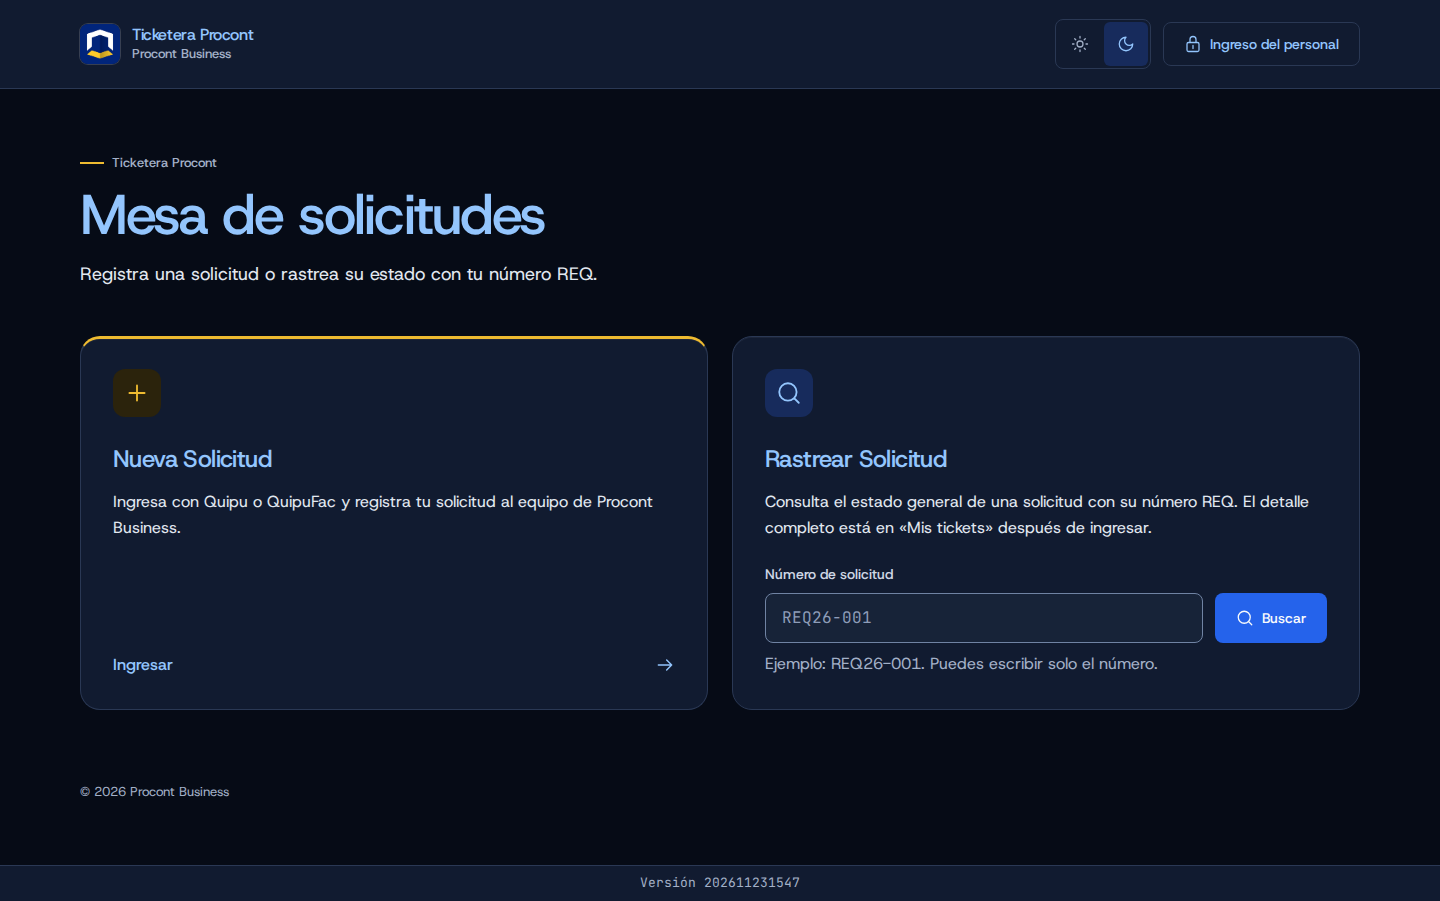 Ticketera Procont
Procont Business
Ingreso del personal
Ticketera Procont
Mesa de solicitudes
Registra una solicitud o rastrea su estado con tu número REQ.
Nueva Solicitud
Ingresa con Quipu o QuipuFac y registra tu solicitud al equipo de Procont
Business.
Ingresar
Rastrear Solicitud
Consulta el estado general de una solicitud con su número REQ. El detalle
completo está en «Mis tickets» después de ingresar.
Número de solicitud
REQ26-001
Buscar
Ejemplo: REQ26-001. Puedes escribir solo el número.
© 2026 Procont Business
Versión 202611231547